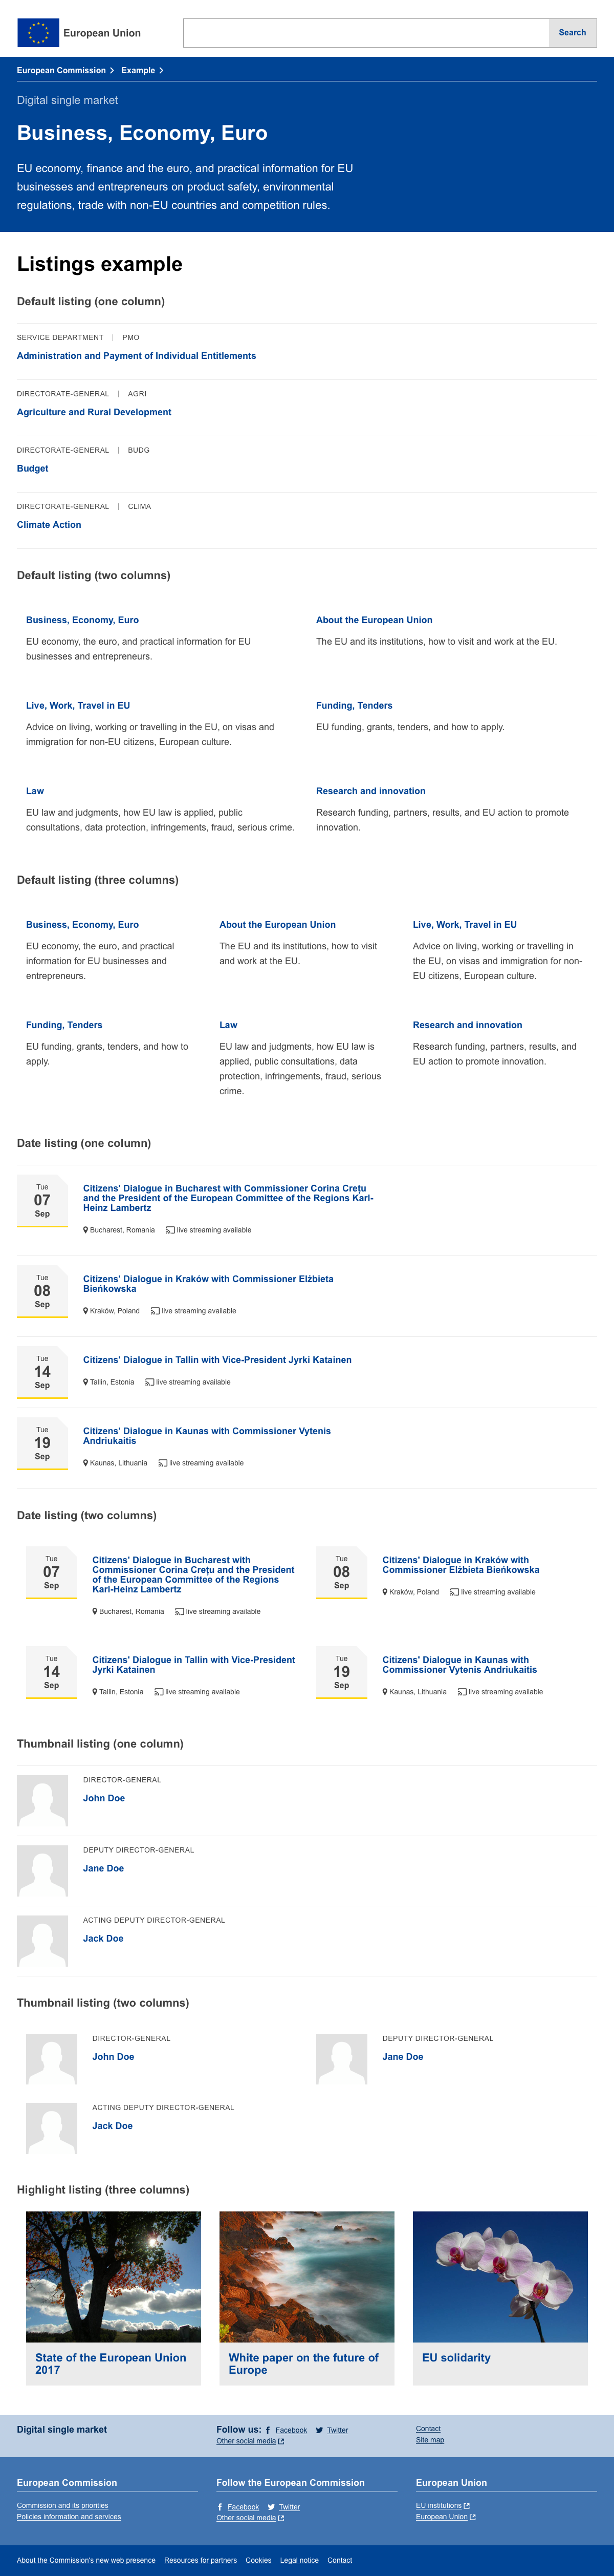 European Union
Search
European Commission
Example
Digital single market
Business, Economy, Euro
EU economy, finance and the euro, and practical information for EU
businesses and entrepreneurs on product safety, environmental
regulations, trade with non-EU countries and competition rules.
Listings example
Default listing (one column)
SERVICE DEPARTMENT | PMO
Administration and Payment of Individual Entitlements
DIRECTORATE-GENERAL | AGRI
Agriculture and Rural Development
DIRECTORATE-GENERAL | BUDG
Budget
DIRECTORATE-GENERAL | CLIMA
Climate Action
Default listing (two columns)
Business, Economy, Euro
EU economy, the euro, and practical information for EU
businesses and entrepreneurs.
About the European Union
The EU and its institutions, how to visit and work at the EU.
Live, Work, Travel in EU
Advice on living, working or travelling in the EU, on visas and
immigration for non-EU citizens, European culture.
Funding, Tenders
EU funding, grants, tenders, and how to apply.
Law
EU law and judgments, how EU law is applied, public
consultations, data protection, infringements, fraud, serious crime.
Research and innovation
Research funding, partners, results, and EU action to promote
innovation.
Default listing (three columns)
Business, Economy, Euro
EU economy, the euro, and practical
information for EU businesses and
entrepreneurs.
About the European Union
The EU and its institutions, how to visit
and work at the EU.
Live, Work, Travel in EU
Advice on living, working or travelling in
the EU, on visas and immigration for non-
EU citizens, European culture.
Funding, Tenders
EU funding, grants, tenders, and how to
apply.
Law
EU law and judgments, how EU law is
applied, public consultations, data
protection, infringements, fraud, serious
crime.
Research and innovation
Research funding, partners, results, and
EU action to promote innovation.
Date listing (one column)
Tue
07
Sep
Citizens' Dialogue in Bucharest with Commissioner Corina Crețu
and the President of the European Committee of the Regions Karl-
Heinz Lambertz
Bucharest, Romania
live streaming available
Tue
08
Sep
Citizens' Dialogue in Kraków with Commissioner Elżbieta
Bieńkowska
Kraków, Poland
live streaming available
Tue
14
Sep
Citizens' Dialogue in Tallin with Vice-President Jyrki Katainen
Tallin, Estonia
live streaming available
Tue
19
Sep
Citizens' Dialogue in Kaunas with Commissioner Vytenis
Andriukaitis
Kaunas, Lithuania
live streaming available
Date listing (two columns)
Tue
07
Sep
Citizens' Dialogue in Bucharest with
Commissioner Corina Crețu and the President
of the European Committee of the Regions
Karl-Heinz Lambertz
Bucharest, Romania
live streaming available
Tue
08
Sep
Citizens' Dialogue in Kraków with
Commissioner Elżbieta Bieńkowska
Kraków, Poland
live streaming available
Tue
14
Sep
Citizens' Dialogue in Tallin with Vice-President
Jyrki Katainen
Tallin, Estonia
live streaming available
Tue
19
Sep
Citizens' Dialogue in Kaunas with
Commissioner Vytenis Andriukaitis
Kaunas, Lithuania
live streaming available
Thumbnail listing (one column)
DIRECTOR-GENERAL
John Doe
DEPUTY DIRECTOR-GENERAL
Jane Doe
ACTING DEPUTY DIRECTOR-GENERAL
Jack Doe
Thumbnail listing (two columns)
DIRECTOR-GENERAL
John Doe
DEPUTY DIRECTOR-GENERAL
Jane Doe
ACTING DEPUTY DIRECTOR-GENERAL
Jack Doe
Highlight listing (three columns)
State of the European Union
2017
White paper on the future of
Europe
EU solidarity
Digital single market
Follow us: Facebook Twitter
Other social media
Contact
Site map
European Commission
Commission and its priorities
Policies information and services
Follow the European Commission
Facebook Twitter
Other social media
European Union
EU institutions
European Union
About the Commission's new web presence Resources for partners Cookies Legal notice Contact